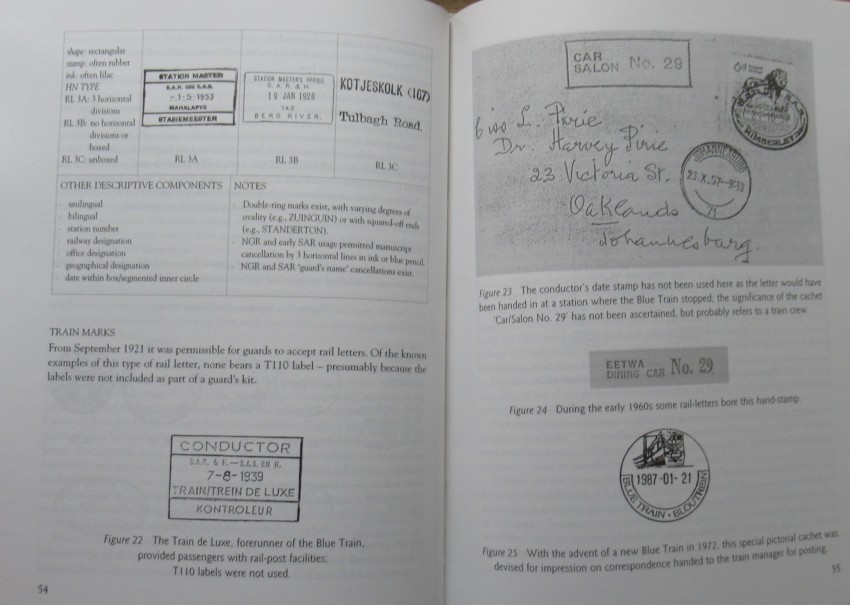 shape: rectangular
stamp: often rubber
ink: often lilac
HN TYPE
RL 3A: 3 horizontal
divisions
RL 3B: no horizontal
divisions or
boxed
RL 3C: unboxed
STATION MASTER
1·5·1953
MAHALAPYE
STASIEMEESTER
RL 3A
STATION MASTER'S OFFICE
S. A. R. & H
19 JAN 1926
BERG RIVER.
RL 3B
KOTJESKOLK (167)
Tulbagh Road.
RL 3C
OTHER DESCRIPTIVE COMPONENTS
- unilingual
- bilingual
- station number
- railway designation
- office designation
- geographical designation
- date within box/segmented inner circle
NOTES
- Double-ring marks exist, with varying degrees of
ovality (e.g., ZUINGUIN) or with squared-off ends
(e.g., STANDERTON).
- NGR and early SAR usage permitted manuscript
cancellation by 3 horizontal lines in ink or blue pencil.
- NGR and SAR 'guard's name' cancellations exist.
TRAIN MARKS
From September 1921 it was permissible for guards to accept rail letters. Of the known
examples of this type of rail letter, none bears a T110 label – presumably because the
labels were not included as part of a guard's kit.
CONDUCTOR
S.A.R. & H.—S.A.S. EN H.
7-8-1939
TRAIN/TREIN DE LUXE
KONTROLEUR
Figure 22 The Train de Luxe, forerunner of the Blue Train,
provided passengers with rail-post facilities;
T110 labels were not used.
54
CAR
SALON No. 29
KIMBERLEY
L. Pirie
Dr. Harvey Pirie
23 Victoria St.
Oaklands
Johannesburg.
JOHANNESBURG
23.X.57
71
Figure 23 The conductor's date stamp has not been used here as the letter would have
been handed in at a station where the Blue Train stopped; the significance of the cachet
'Car/Salon No. 29' has not been ascertained, but probably refers to a train crew.
EETWA
DINING CAR No. 29
Figure 24 During the early 1960s some rail-letters bore this hand-stamp.
1987-01-21
BLUE TRAIN · BLOUTREIN
Figure 25 With the advent of a new Blue Train in 1972, this special pictorial cachet was
devised for impression on correspondence handed to the train manager for posting.
55